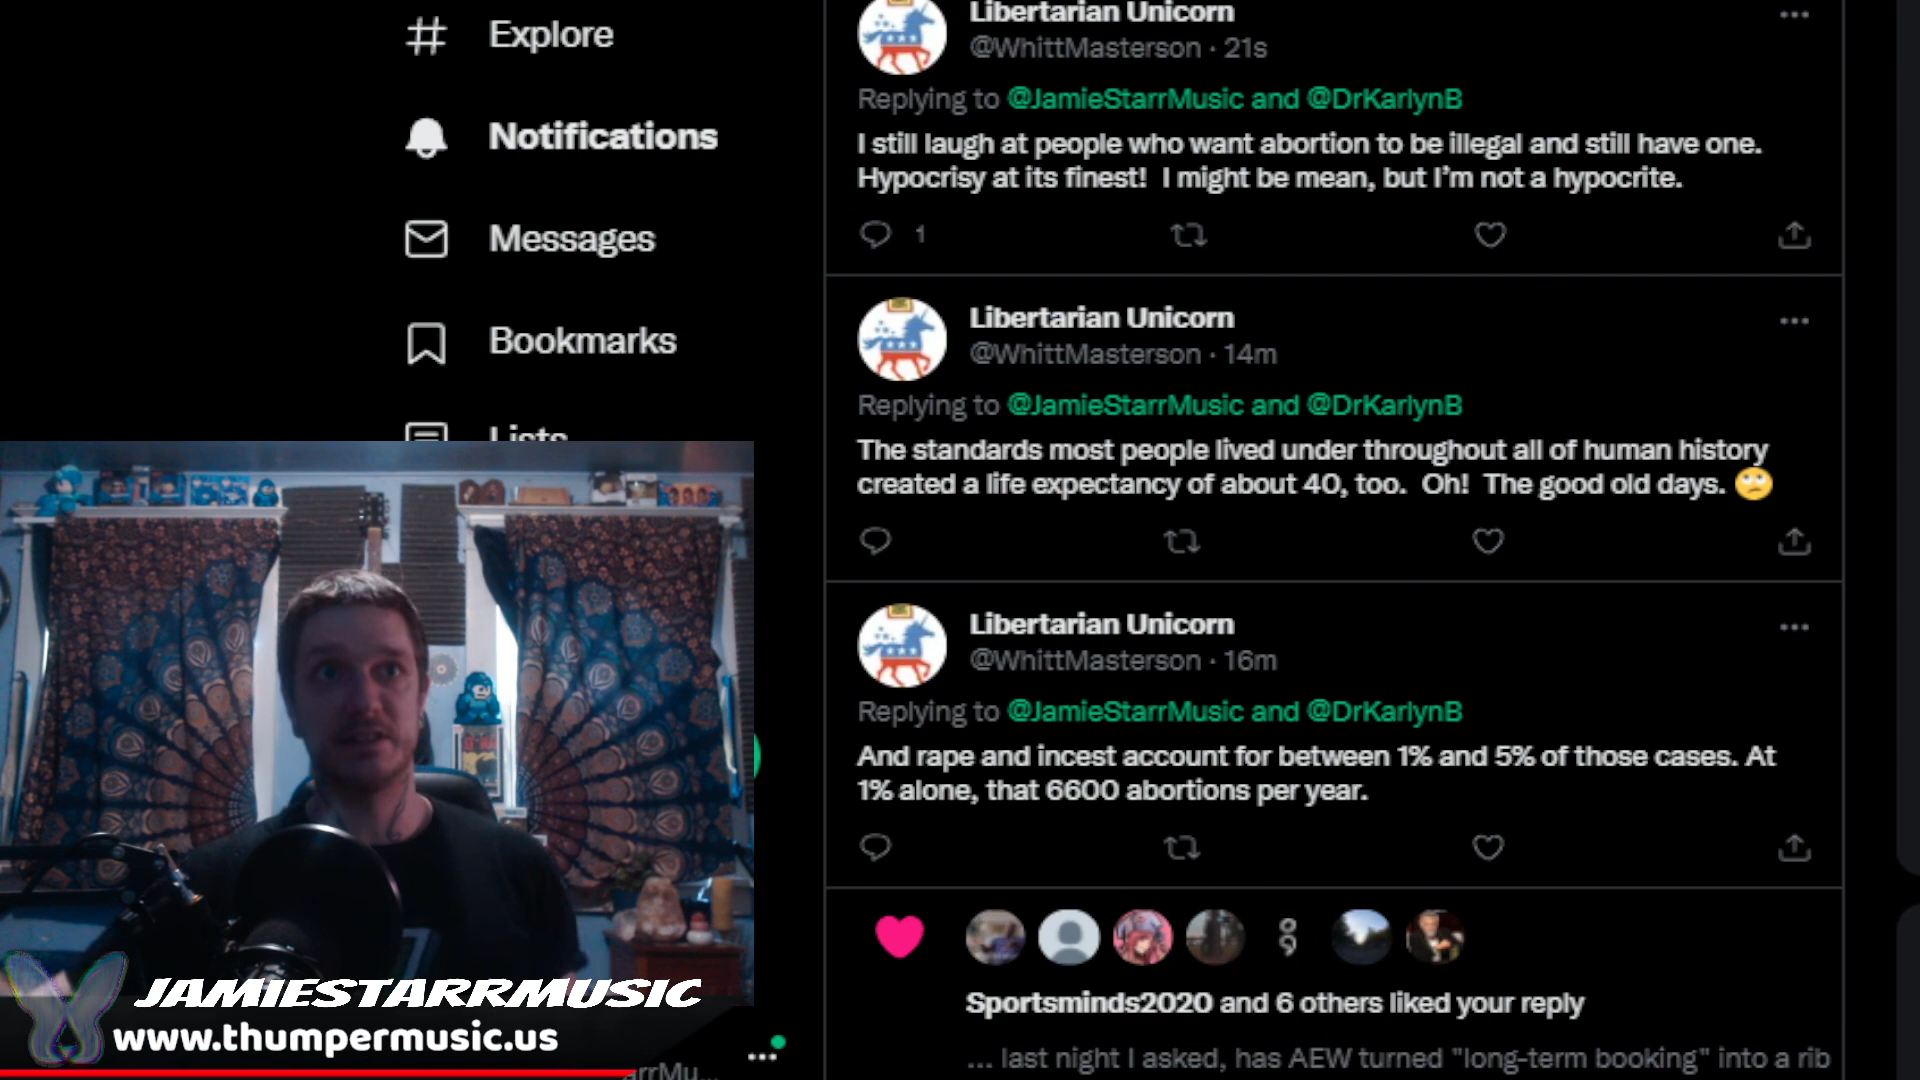 Explore
Notifications
Messages
Bookmarks
Lists
Libertarian Unicorn
@WhittMasterson · 21s
Replying to @JamieStarrMusic and @DrKarlynB
I still laugh at people who want abortion to be illegal and still have one.
Hypocrisy at its finest! I might be mean, but I'm not a hypocrite.
1
Libertarian Unicorn
@WhittMasterson · 14m
Replying to @JamieStarrMusic and @DrKarlynB
The standards most people lived under throughout all of human history
created a life expectancy of about 40, too. Oh! The good old days. 🙄
Libertarian Unicorn
@WhittMasterson · 16m
Replying to @JamieStarrMusic and @DrKarlynB
And rape and incest account for between 1% and 5% of those cases. At
1% alone, that 6600 abortions per year.
Sportsminds2020 and 6 others liked your reply
... last night I asked, has AEW turned "long-term booking" into a rib
JAMIESTARRMUSIC
www.thumpermusic.us